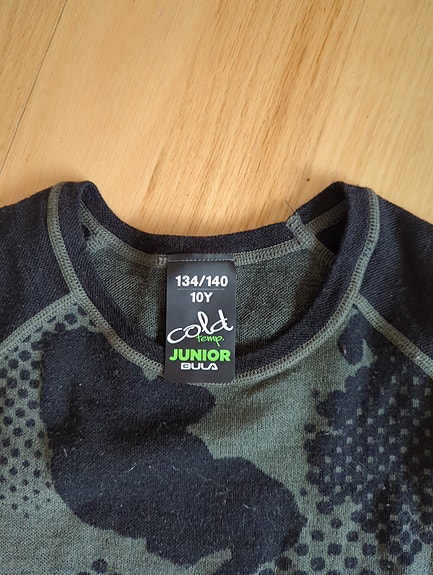 134/140
10Y
cold
temp.
JUNIOR
BULA